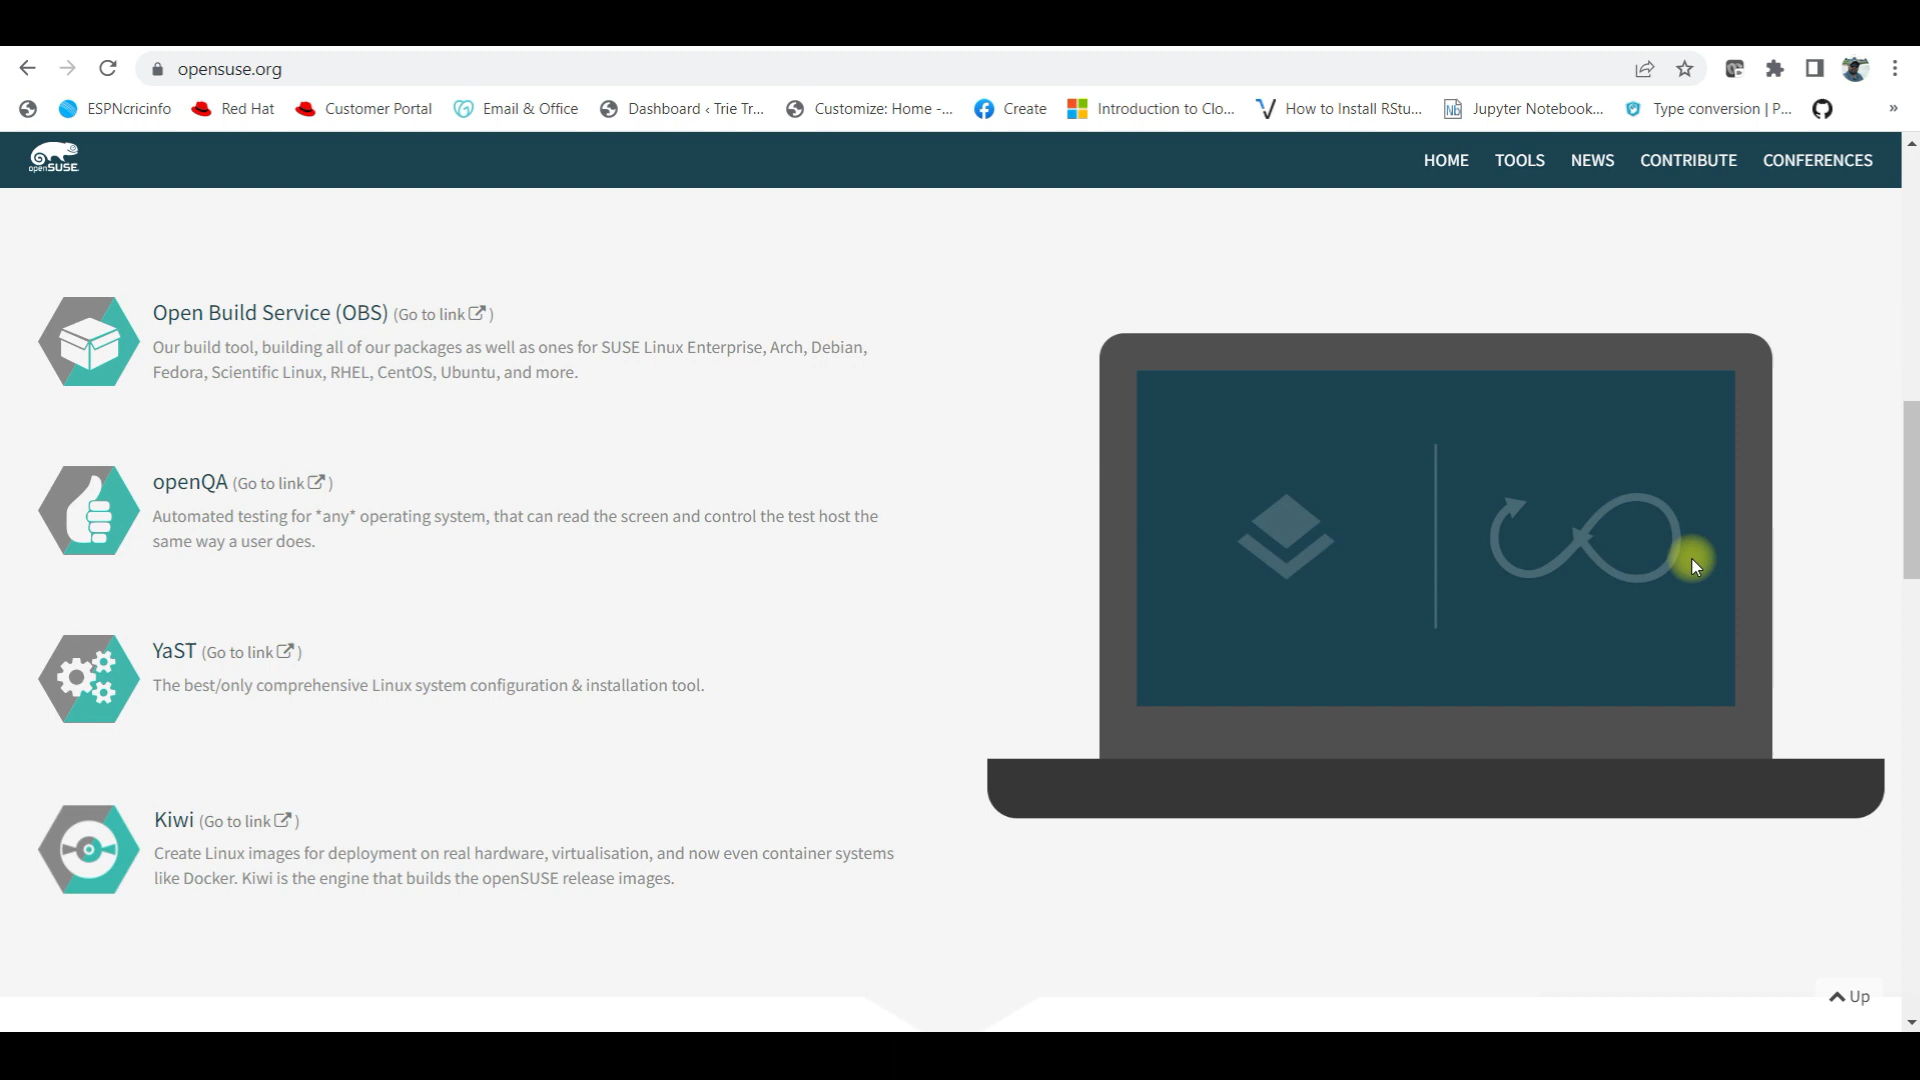 opensuse.org
ESPNcricinfo Red Hat Customer Portal Email & Office Dashboard ‹ Trie Tr... Customize: Home -... Create Introduction to Clo... How to Install RStu... Nb Jupyter Notebook... Type conversion | P... »
openSUSE HOME TOOLS NEWS CONTRIBUTE CONFERENCES
Open Build Service (OBS) (Go to link )
Our build tool, building all of our packages as well as ones for SUSE Linux Enterprise, Arch, Debian,
Fedora, Scientific Linux, RHEL, CentOS, Ubuntu, and more.
openQA (Go to link )
Automated testing for *any* operating system, that can read the screen and control the test host the
same way a user does.
YaST (Go to link )
The best/only comprehensive Linux system configuration & installation tool.
Kiwi (Go to link )
Create Linux images for deployment on real hardware, virtualisation, and now even container systems
like Docker. Kiwi is the engine that builds the openSUSE release images.
Up